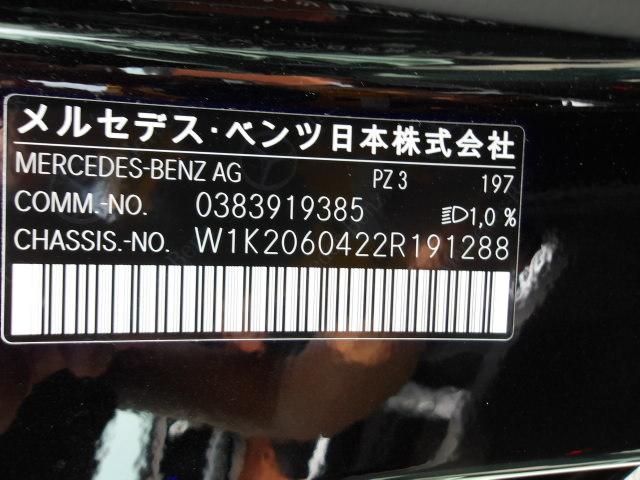 メルセデス・ベンツ日本株式会社
MERCEDES-BENZ AG PZ 3 197
COMM.-NO. 0383919385 1,0 %
CHASSIS.-NO. W1K2060422R191288